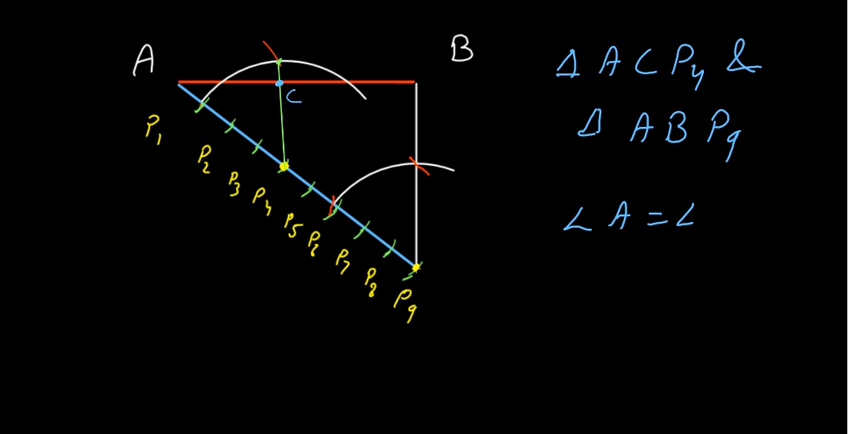 A B
C
P1
P2
P3
P4
P5
P6
P7
P8
P9
Δ A C P4 &
Δ A B P9
∠ A = ∠